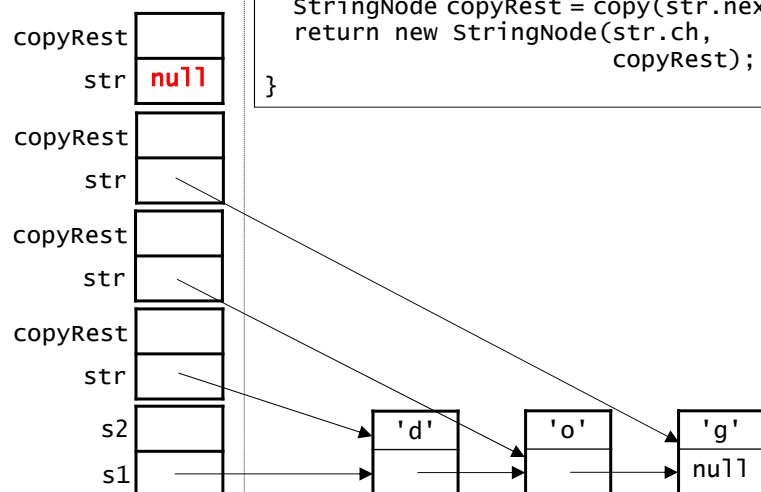 StringNode copyRest = copy(str.nex
return new StringNode(str.ch,
copyRest);
}
copyRest
str null
copyRest
str
copyRest
str
copyRest
str
s2
s1
'd' 'o' 'g'
null